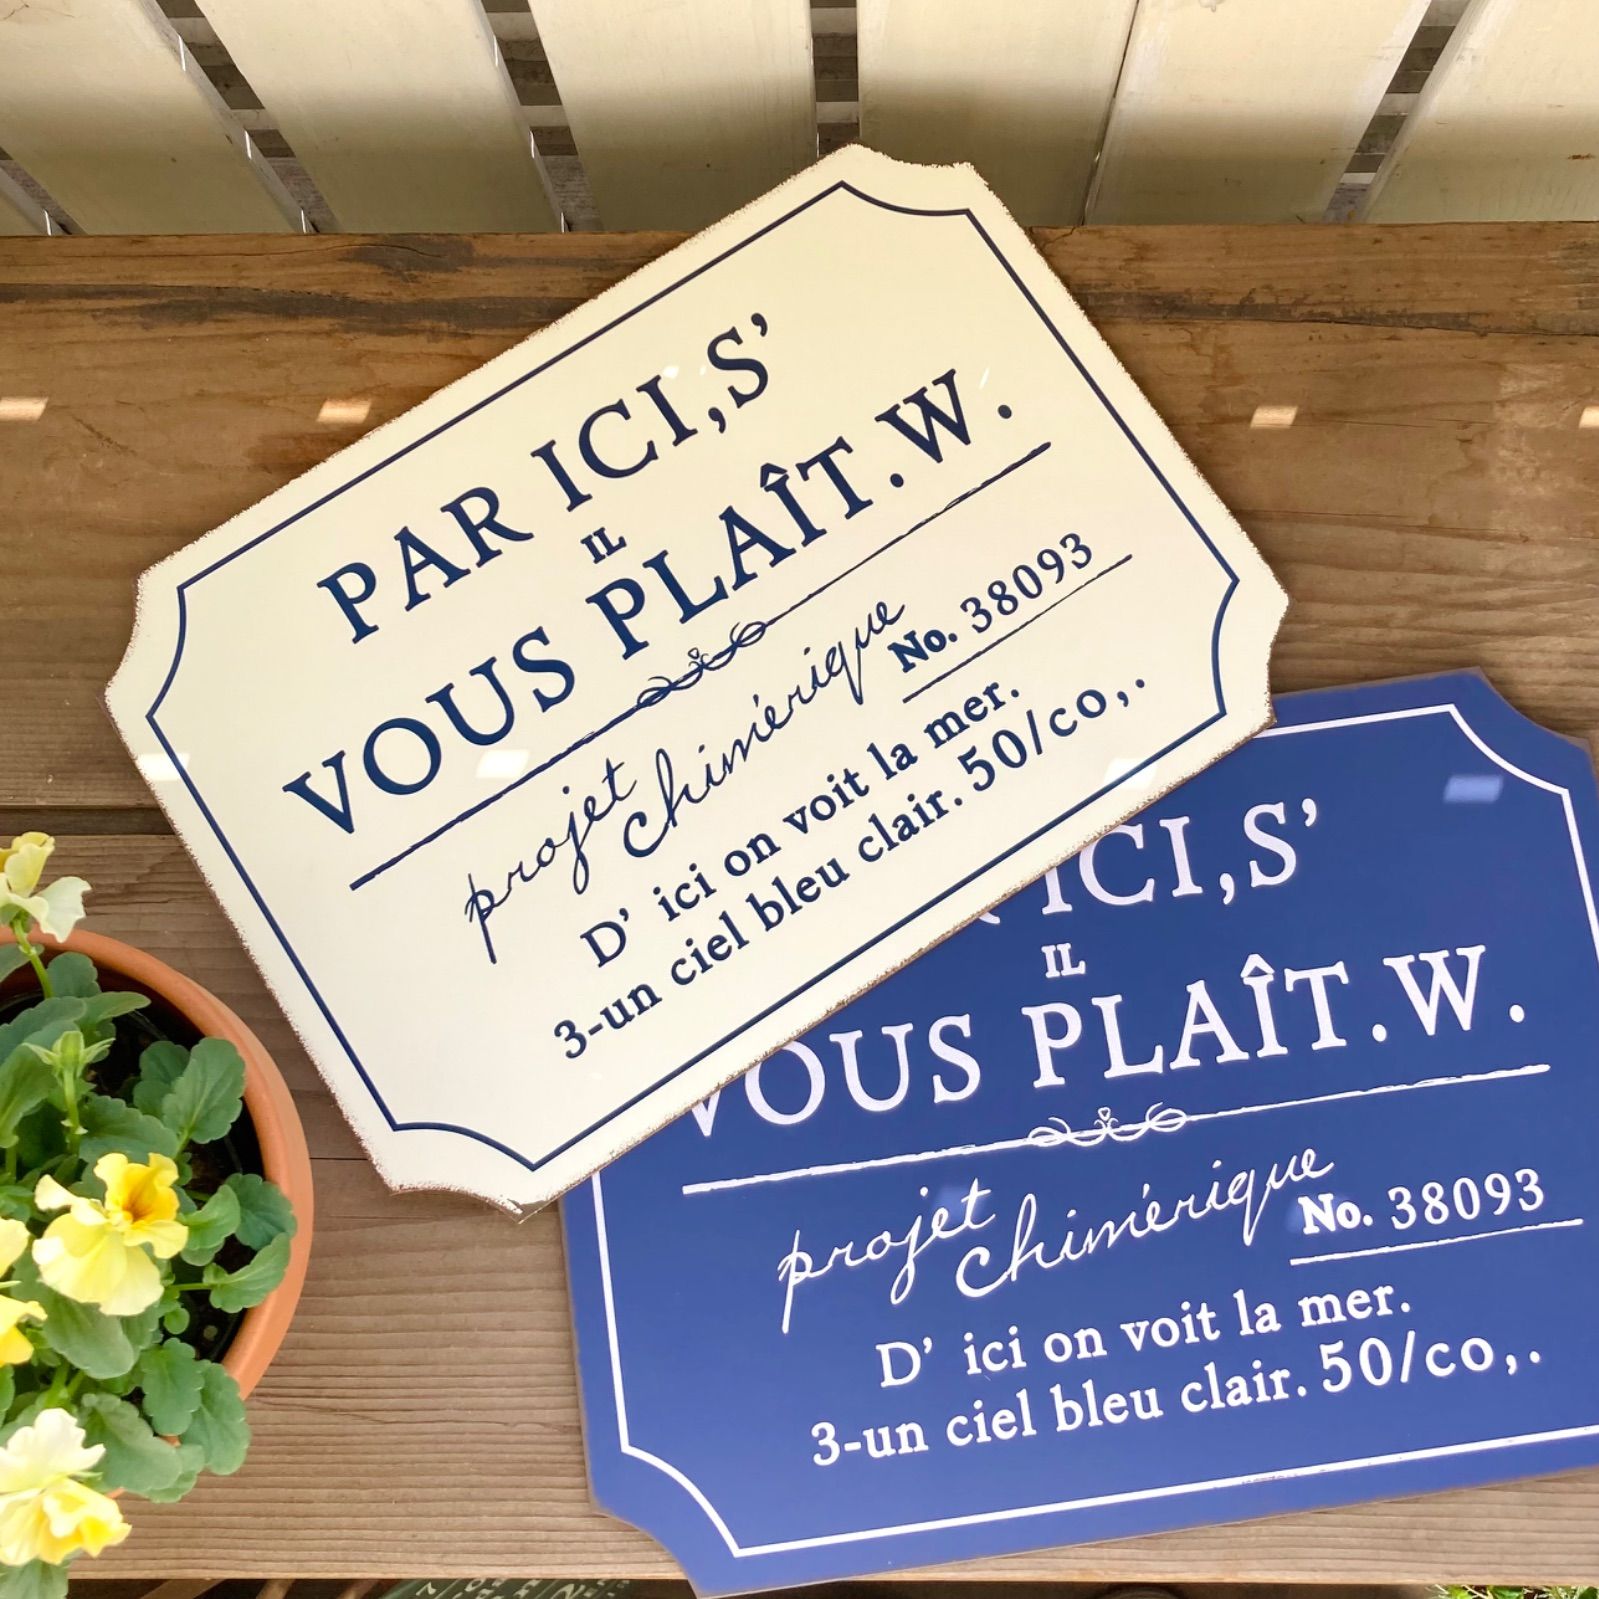 PAR ICI,S'
IL
VOUS PLAÎT.W.
projet
chimérique
No. 38093
D' ici on voit la mer.
3-un ciel bleu clair. 50/co,.
ICI,S'
IL
VOUS PLAÎT.W.
projet
chimérique
No. 38093
D' ici on voit la mer.
3-un ciel bleu clair. 50/co,.